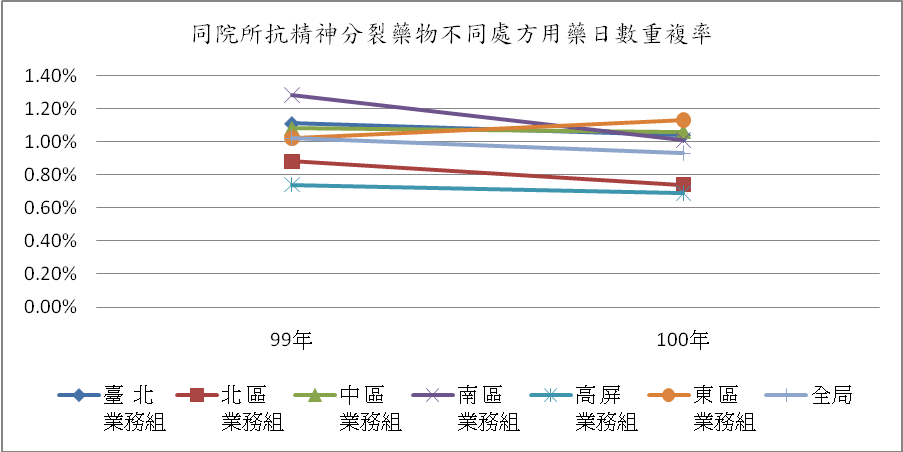 同院所抗精神分裂藥物不同處方用藥日數重複率
1.40%
1.20%
1.00%
0.80%
0.60%
0.40%
0.20%
0.00%
99年
100年
臺 北
業務組
北區
業務組
中區
業務組
南區
業務組
高屏
業務組
東區
業務組
全局